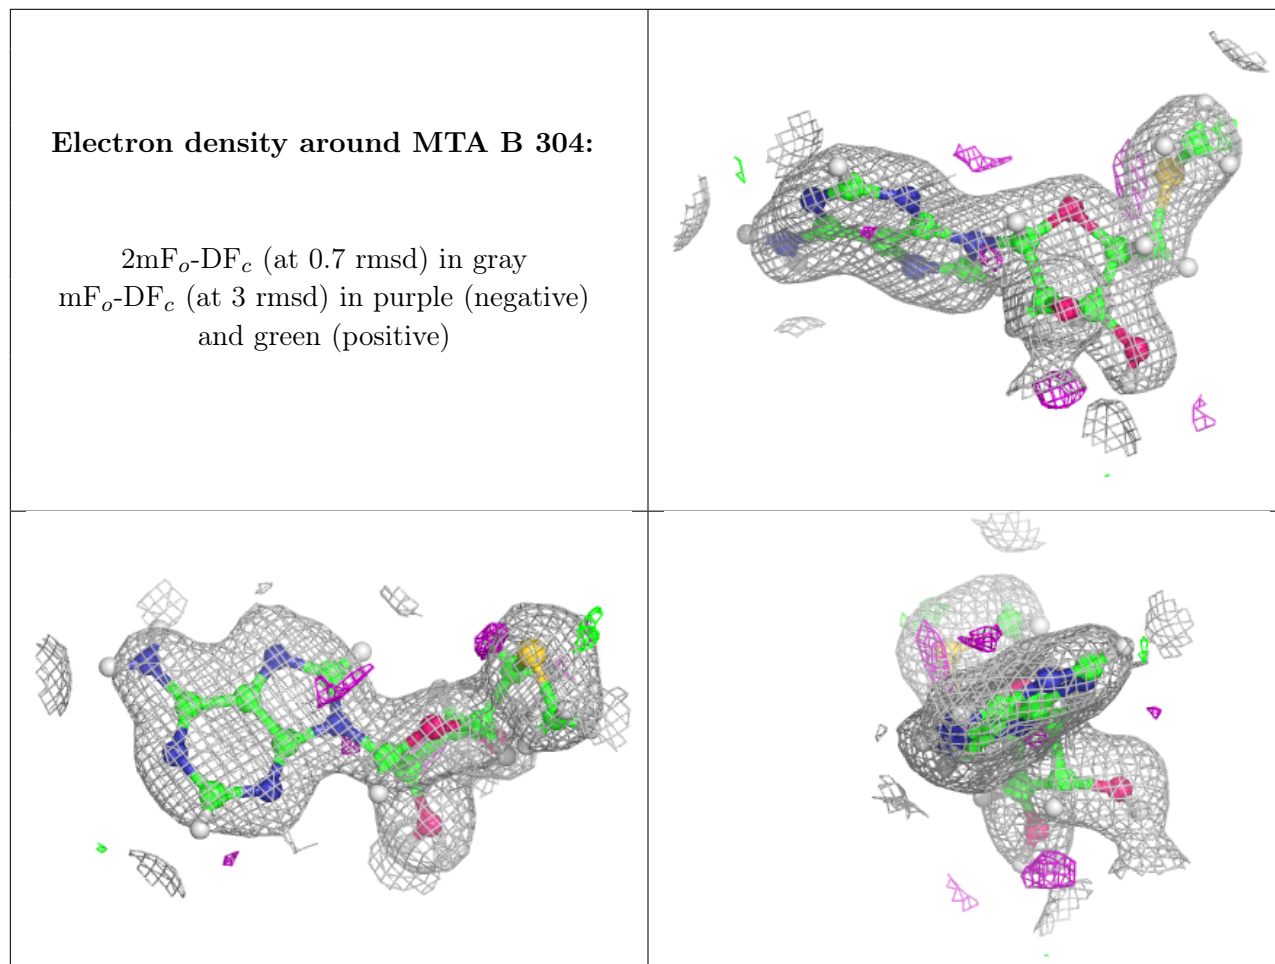 Electron density around MTA B 304:
2mFo-DFc (at 0.7 rmsd) in gray
mFo-DFc (at 3 rmsd) in purple (negative)
and green (positive)